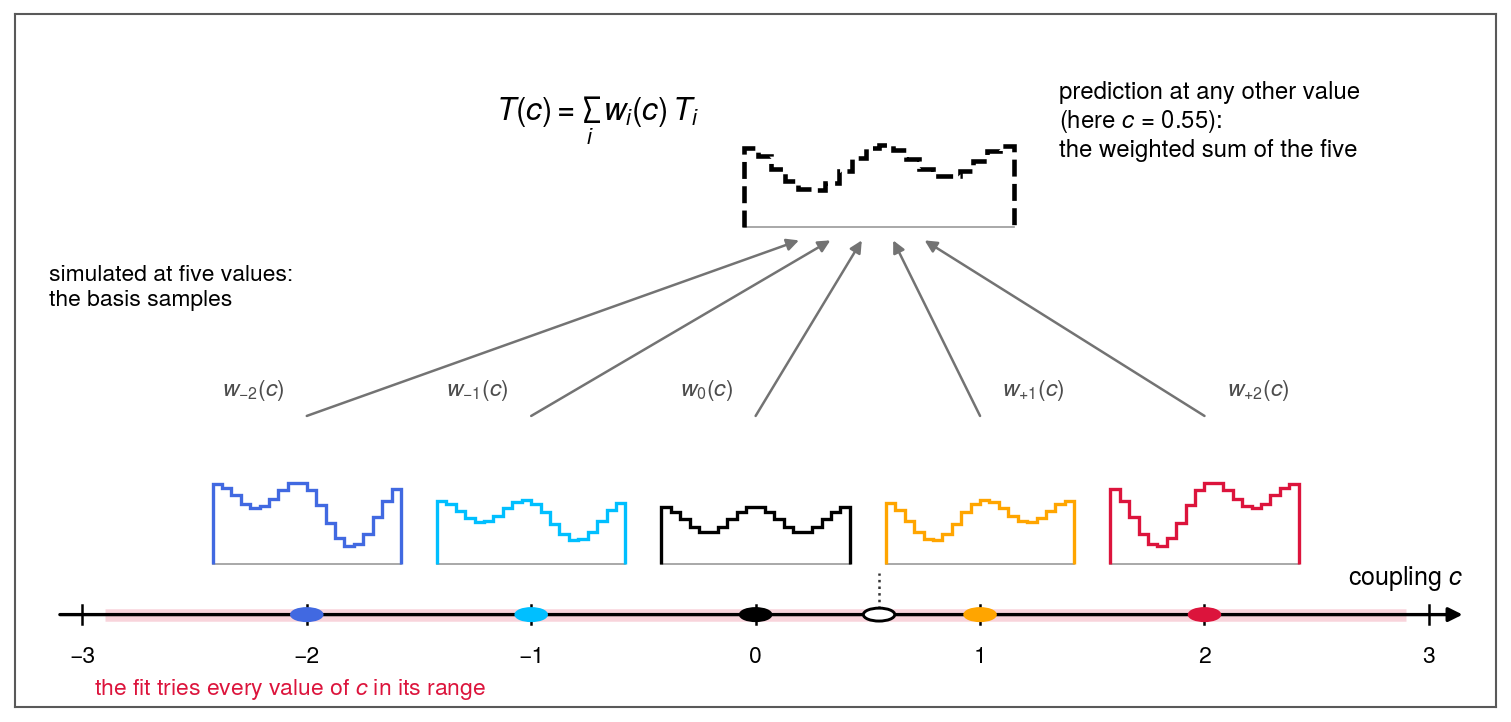 T(c) = Σ w_i(c) T_i
i
prediction at any other value
(here c = 0.55):
the weighted sum of the five
simulated at five values:
the basis samples
w₋₂(c)
w₋₁(c)
w₀(c)
w₊₁(c)
w₊₂(c)
coupling c
−3
−2
−1
0
1
2
3
the fit tries every value of c in its range